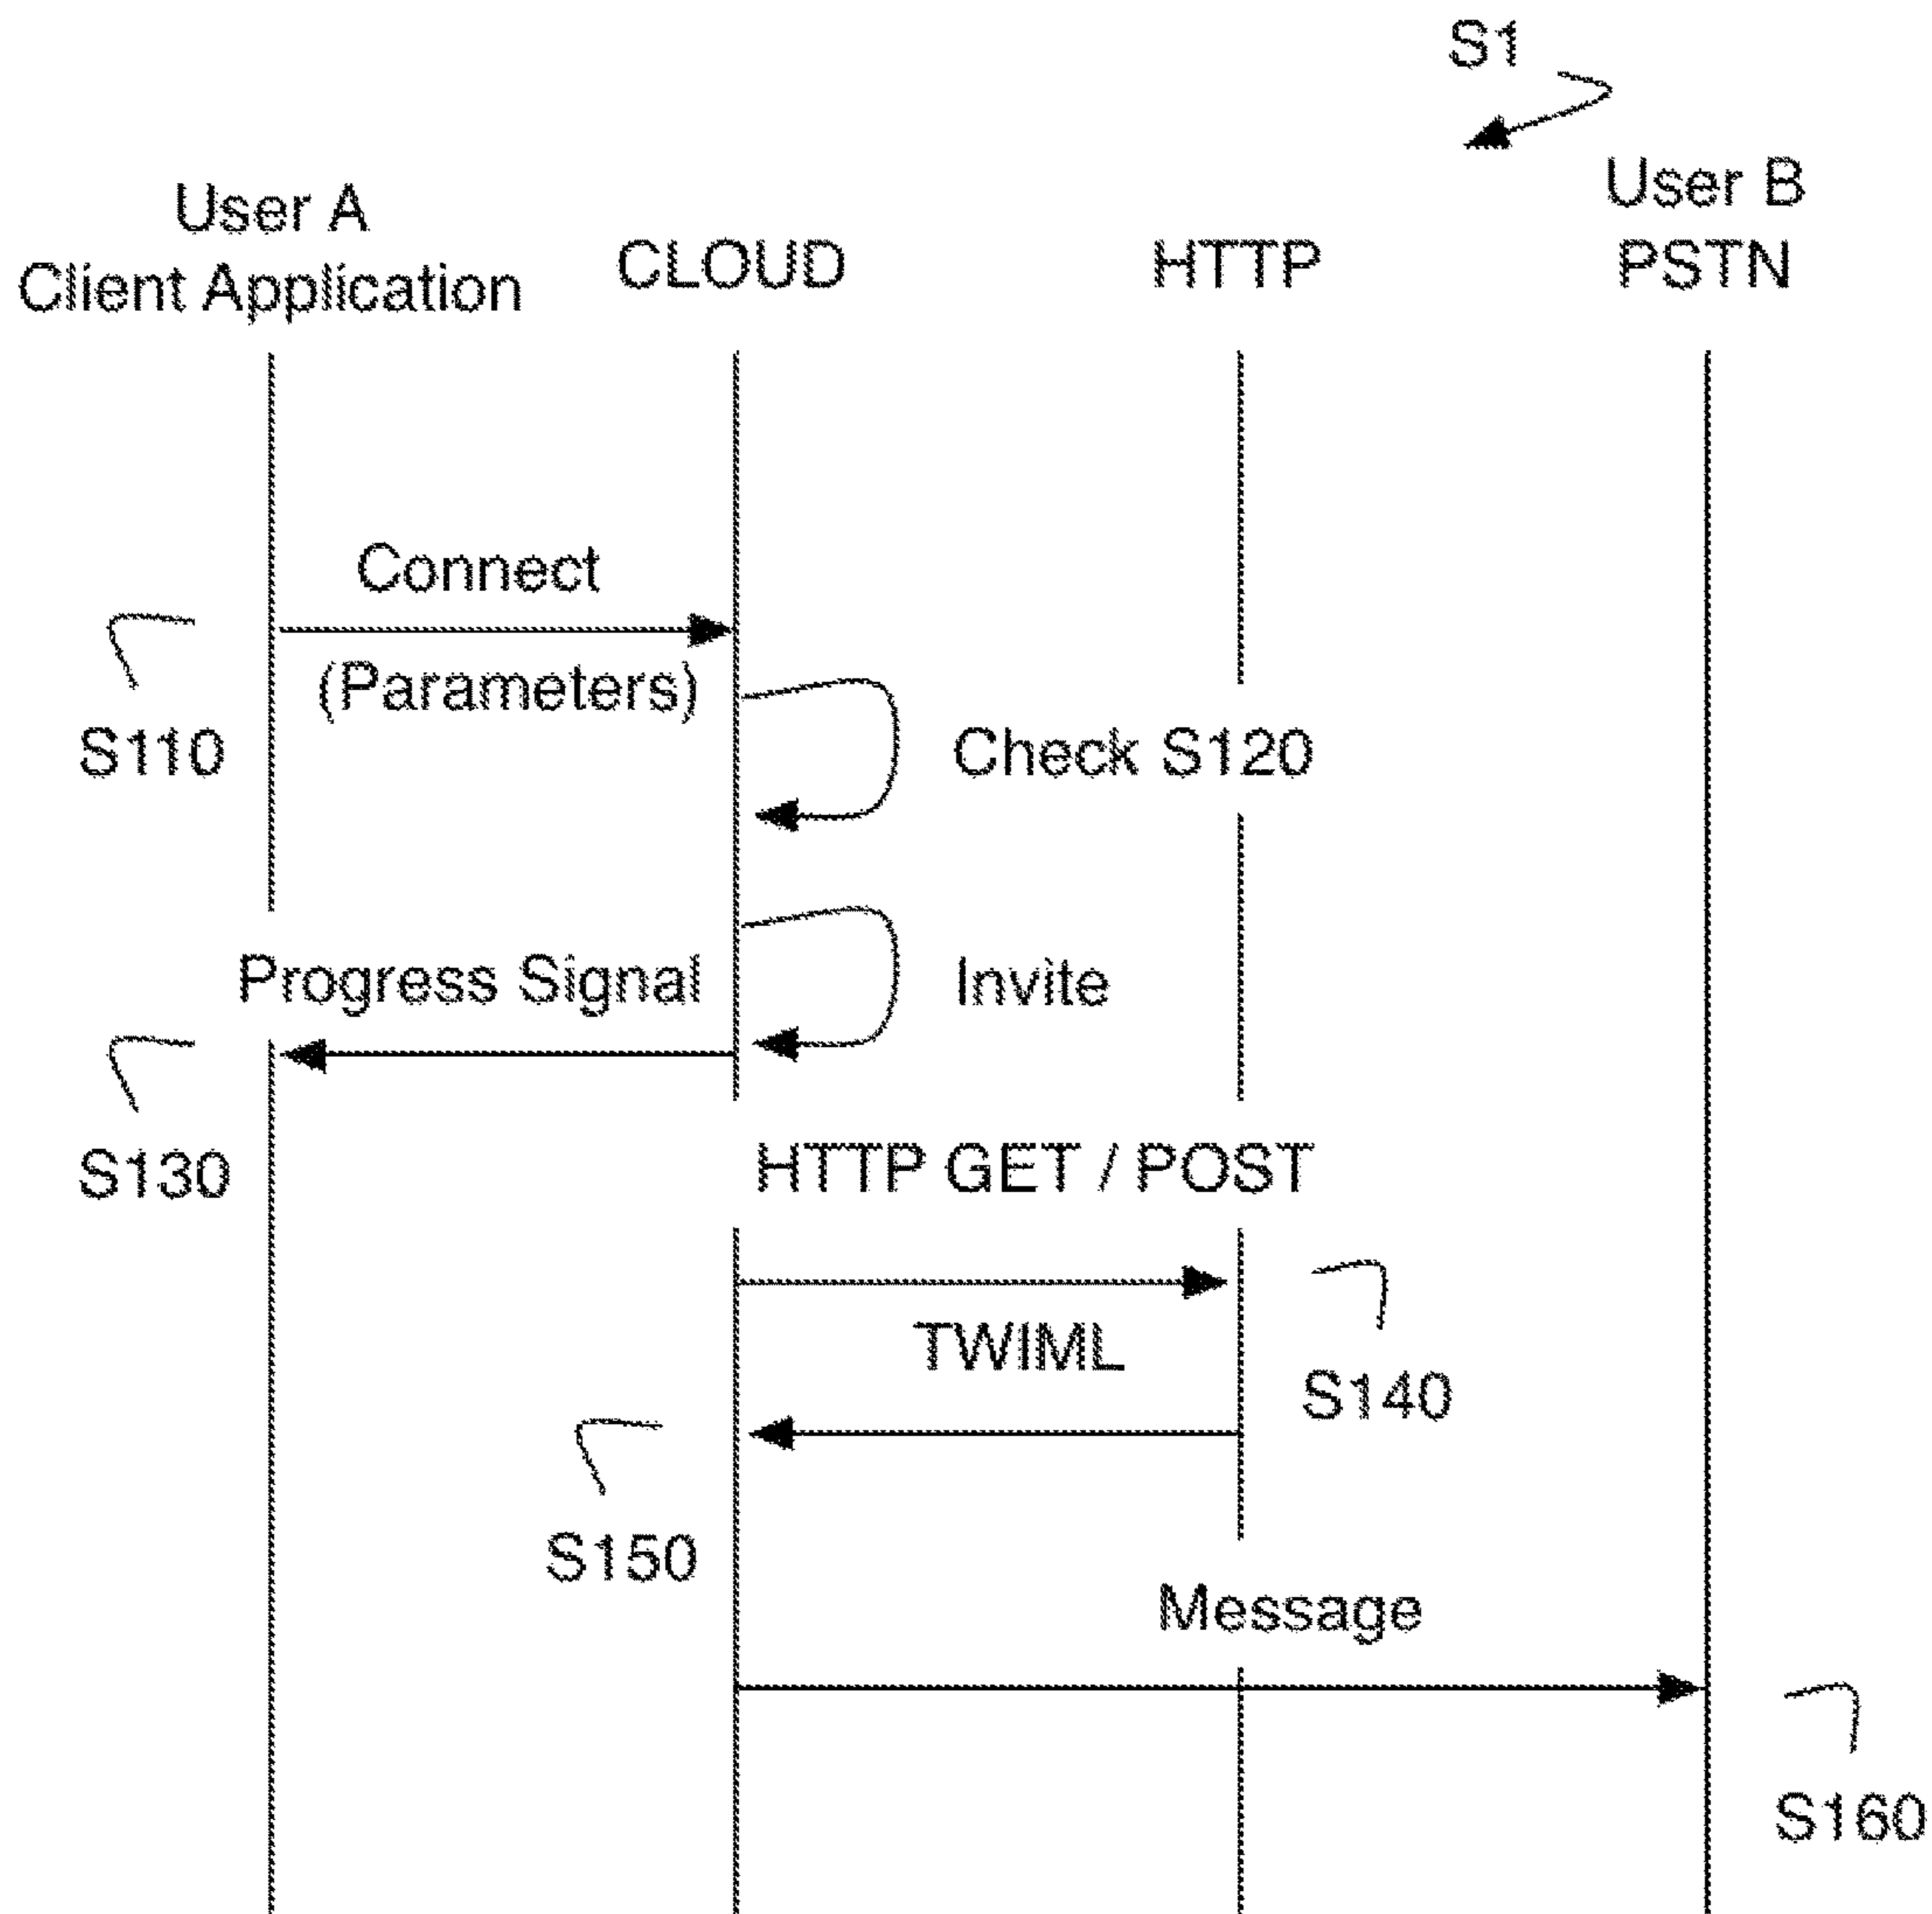 S1
User A
Client Application
CLOUD
HTTP
User B
PSTN
Connect
(Parameters)
S110
Check S120
Progress Signal
Invite
S130
HTTP GET / POST
TWIML
S140
S150
Message
S160